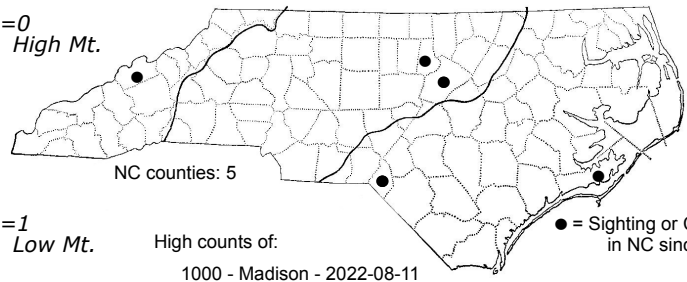 =0
High Mt.
NC counties: 5
=1
Low Mt.
High counts of:
● = Sighting or
in NC
1000 - Madison - 2022-08-11